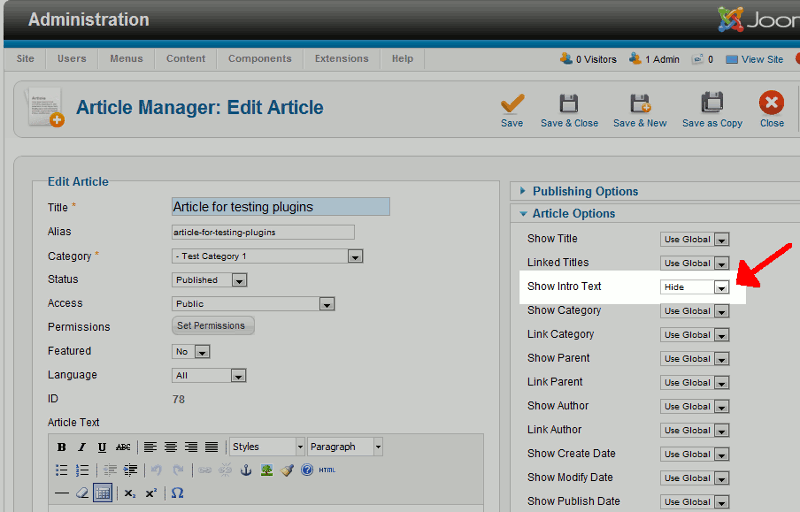 Administration
Joom
Site Users Menus Content Components Extensions Help 0 Visitors 1 Admin 0 View Site
Article Manager: Edit Article
Save Save & Close Save & New Save as Copy Close
Edit Article
Title * Article for testing plugins
Alias article-for-testing-plugins
Category * - Test Category 1
Status Published
Access Public
Permissions Set Permissions
Featured No
Language All
ID 78
Article Text
B I U ABC Styles Paragraph
HTML
X₂ X² Ω
Publishing Options
Article Options
Show Title Use Global
Linked Titles Use Global
Show Intro Text Hide
Show Category Use Global
Link Category Use Global
Show Parent Use Global
Link Parent Use Global
Show Author Use Global
Link Author Use Global
Show Create Date Use Global
Show Modify Date Use Global
Show Publish Date Use Global